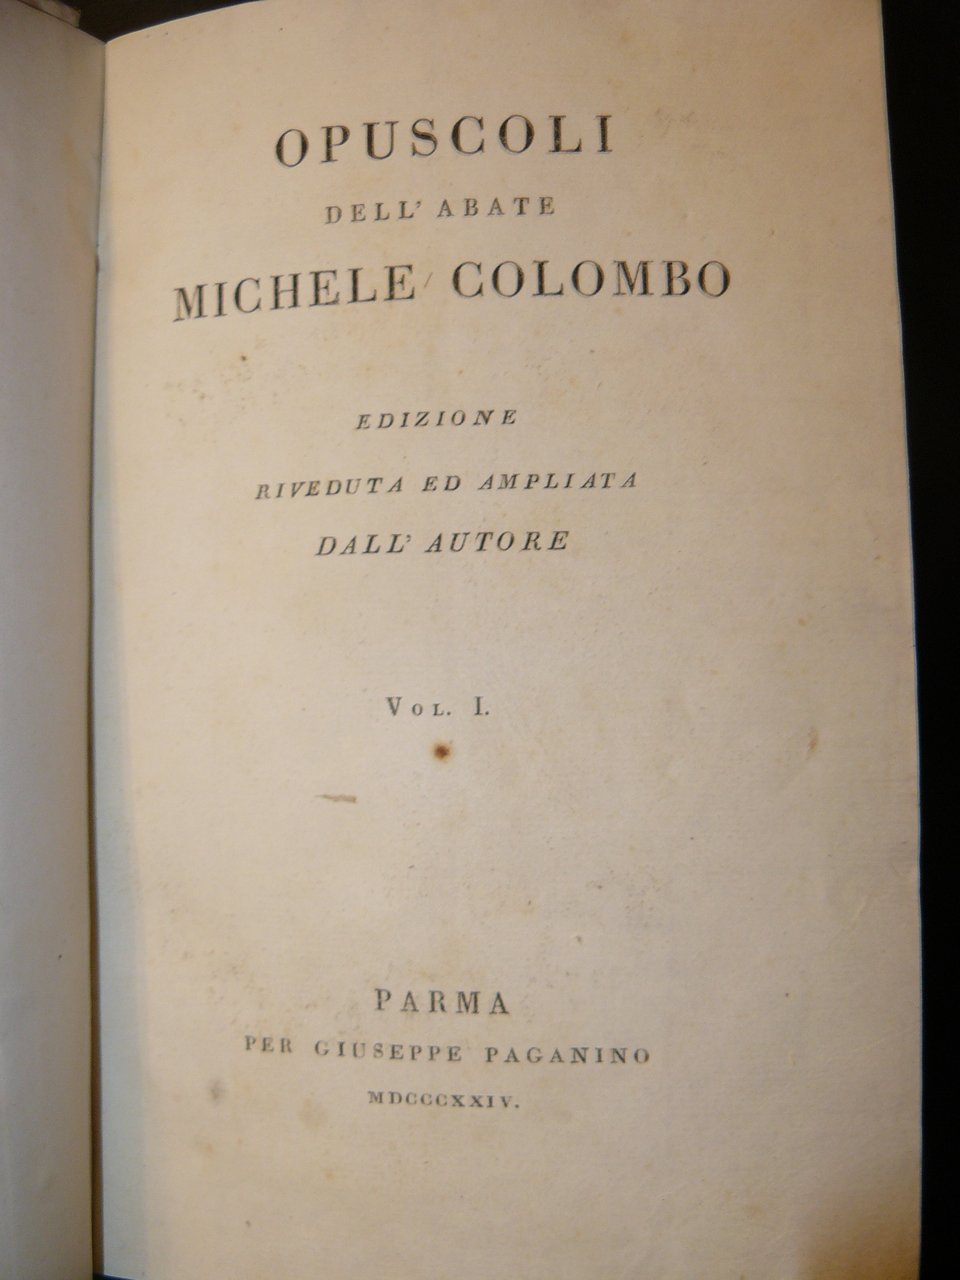 OPUSCOLI
DELL' ABATE
MICHELE COLOMBO
EDIZIONE
RIVEDUTA ED AMPLIATA
DALL' AUTORE
VOL. I.
PARMA
PER GIUSEPPE PAGANINO
MDCCCXXIV.